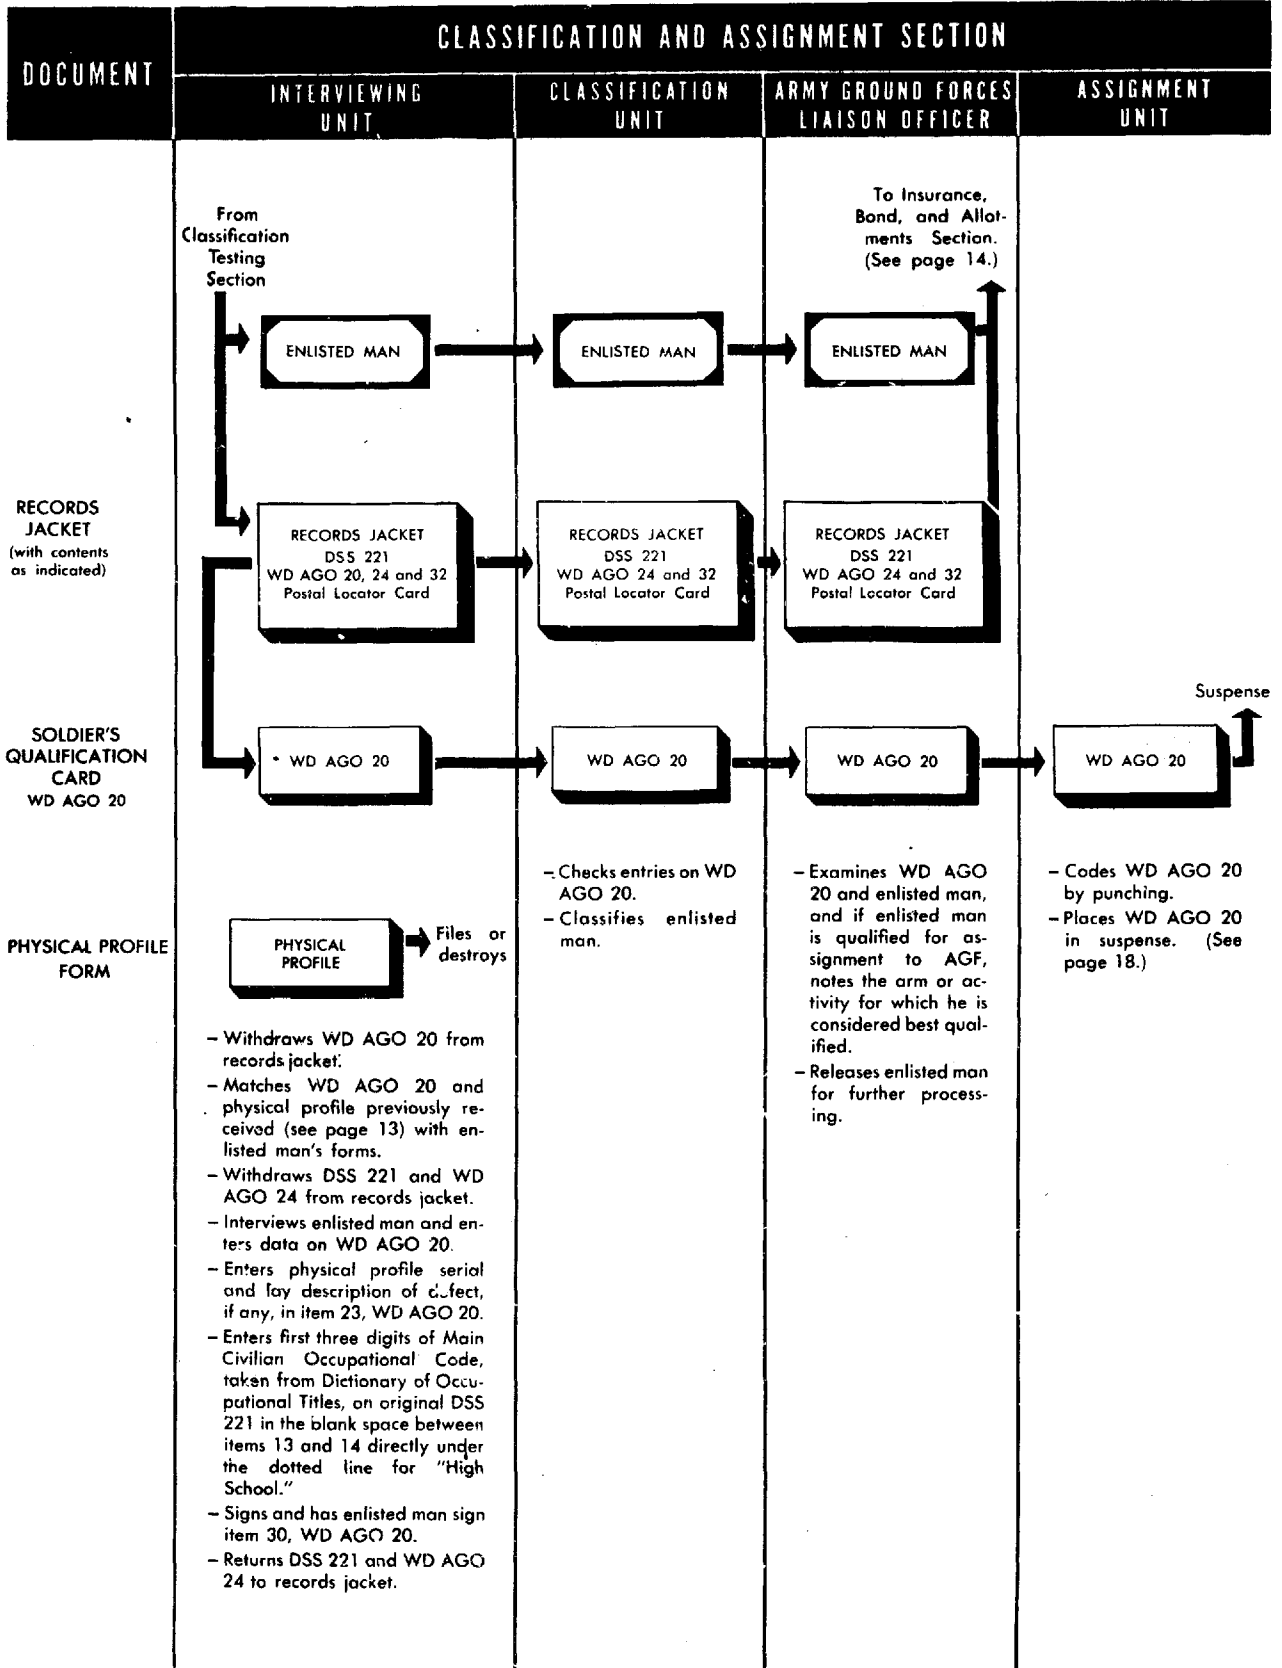 CLASSIFICATION AND ASSIGNMENT SECTION
DOCUMENT
INTERVIEWING
UNIT
CLASSIFICATION
UNIT
ARMY GROUND FORCES
LIAISON OFFICER
ASSIGNMENT
UNIT
From
Classification
Testing
Section
To Insurance,
Bond, and Allot-
ments Section.
(See page 14.)
ENLISTED MAN
ENLISTED MAN
ENLISTED MAN
RECORDS
JACKET
(with contents
as indicated)
RECORDS JACKET
DSS 221
WD AGO 20, 24 and 32
Postal Locator Card
RECORDS JACKET
DSS 221
WD AGO 24 and 32
Postal Locator Card
RECORDS JACKET
DSS 221
WD AGO 24 and 32
Postal Locator Card
Suspense
SOLDIER'S
QUALIFICATION
CARD
WD AGO 20
WD AGO 20
WD AGO 20
WD AGO 20
WD AGO 20
PHYSICAL PROFILE
FORM
PHYSICAL
PROFILE
Files or
destroys
– Withdraws WD AGO 20 from
records jacket.
– Matches WD AGO 20 and
physical profile previously re-
ceived (see page 13) with en-
listed man's forms.
– Withdraws DSS 221 and WD
AGO 24 from records jacket.
– Interviews enlisted man and en-
ters data on WD AGO 20.
– Enters physical profile serial
and lay description of defect,
if any, in item 23, WD AGO 20.
– Enters first three digits of Main
Civilian Occupational Code,
taken from Dictionary of Occu-
pational Titles, on original DSS
221 in the blank space between
items 13 and 14 directly under
the dotted line for "High
School."
– Signs and has enlisted man sign
item 30, WD AGO 20.
– Returns DSS 221 and WD AGO
24 to records jacket.
– Checks entries on WD
AGO 20.
– Classifies enlisted
man.
– Examines WD AGO
20 and enlisted man,
and if enlisted man
is qualified for as-
signment to AGF,
notes the arm or ac-
tivity for which he is
considered best qual-
ified.
– Releases enlisted man
for further process-
ing.
– Codes WD AGO 20
by punching.
– Places WD AGO 20
in suspense. (See
page 18.)